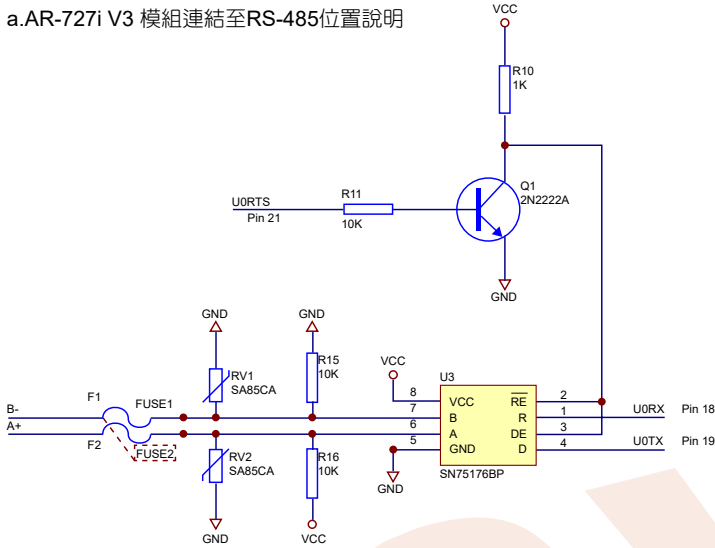 a.AR-727i V3 模組連結至RS-485位置說明
VCC
R10
1K
Q1
2N2222A
U0RTS
Pin 21
R11
10K
GND
GND
GND
RV1
SA85CA
R15
10K
VCC
U3
F1
FUSE1
B-
A+
F2
FUSE2
8
7
6
5
VCC
B
A
GND
RE
R
DE
D
2
1
3
4
U0RX
Pin 18
U0TX
Pin 19
SN75176BP
RV2
SA85CA
R16
10K
GND
GND
VCC